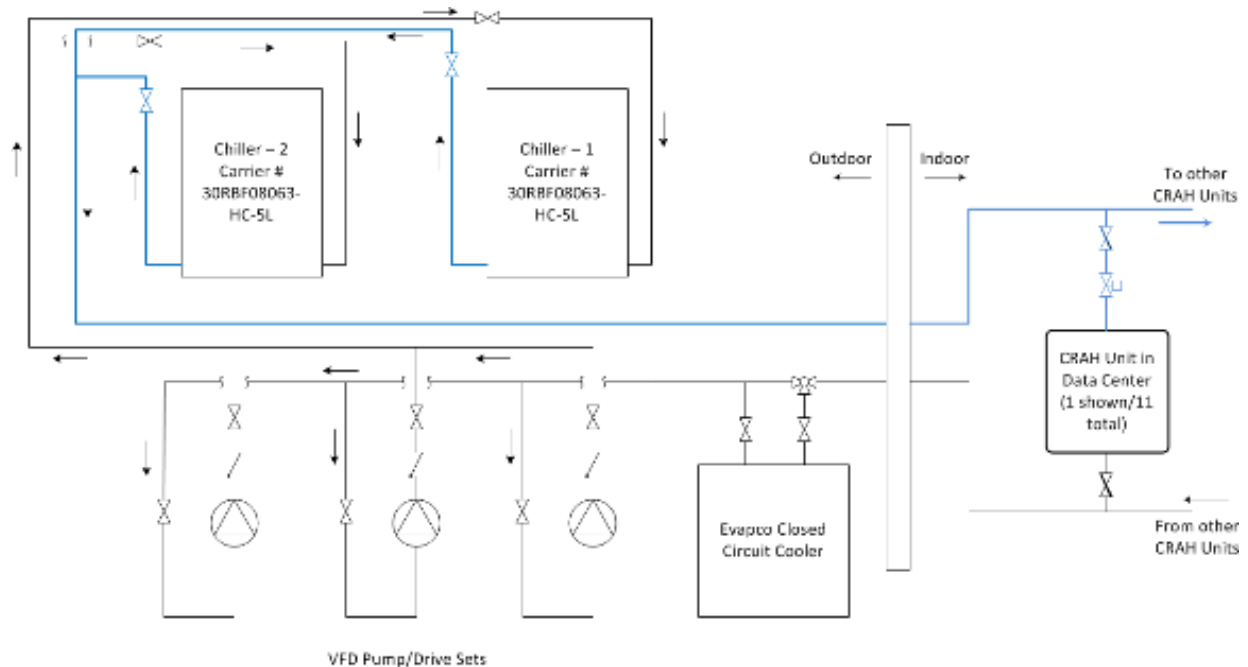 Chiller – 2
Carrier #
30RBF08063-
HC-5L
Chiller – 1
Carrier #
30RBF08063-
HC-5L
Outdoor
Indoor
To other
CRAH Units
CRAH Unit in
Data Center
(1 shown/11
total)
Evapco Closed
Circuit Cooler
From other
CRAH Units
VFD Pump/Drive Sets